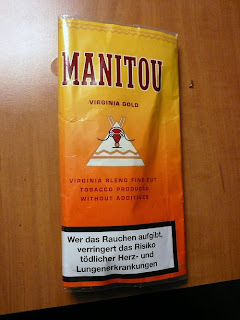 MANITOU
VIRGINIA GOLD
VIRGINIA BLEND FINE CUT
TOBACCO PRODUCED
WITHOUT ADDITIVES
Wer das Rauchen aufgibt,
verringert das Risiko
tödlicher Herz- und
Lungenerkrankungen